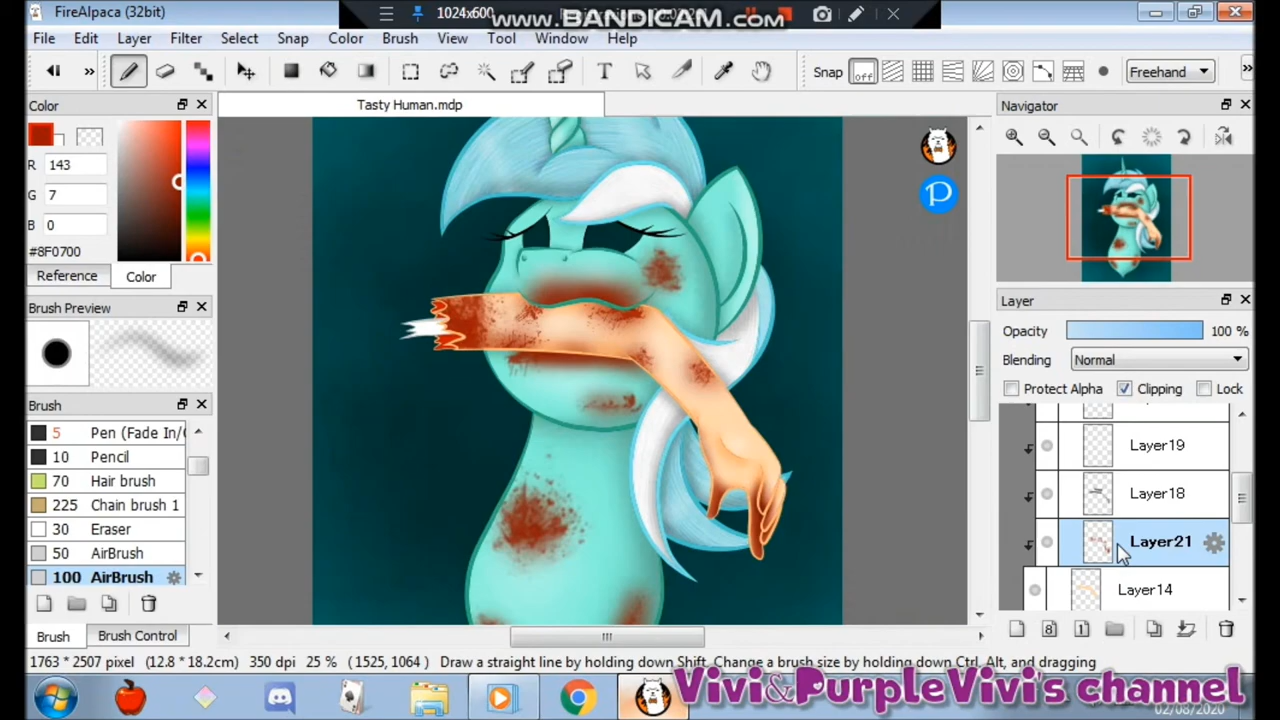 FireAlpaca (32bit)
1024x600
www.BANDICAM.com
File Edit Layer Filter Select Snap Color Brush View Tool Window Help
Snap off Freehand
Color
Tasty Human.mdp
Navigator
R 143
G 7
B 0
#8F0700
Reference Color
Brush Preview
Layer
Opacity 100 %
Blending Normal
Protect Alpha Clipping Lock
Brush
5 Pen (Fade In/
10 Pencil
70 Hair brush
225 Chain brush 1
30 Eraser
50 AirBrush
100 AirBrush
Layer19
Layer18
Layer21
Layer14
Brush Brush Control
1763 * 2507 pixel (12.8 * 18.2cm) 350 dpi 25 % ( 1525, 1064 ) Draw a straight line by holding down Shift, Change a brush size by holding down Ctrl, Alt, and dragging
Vivi&PurpleVivi's channel
02/08/2020